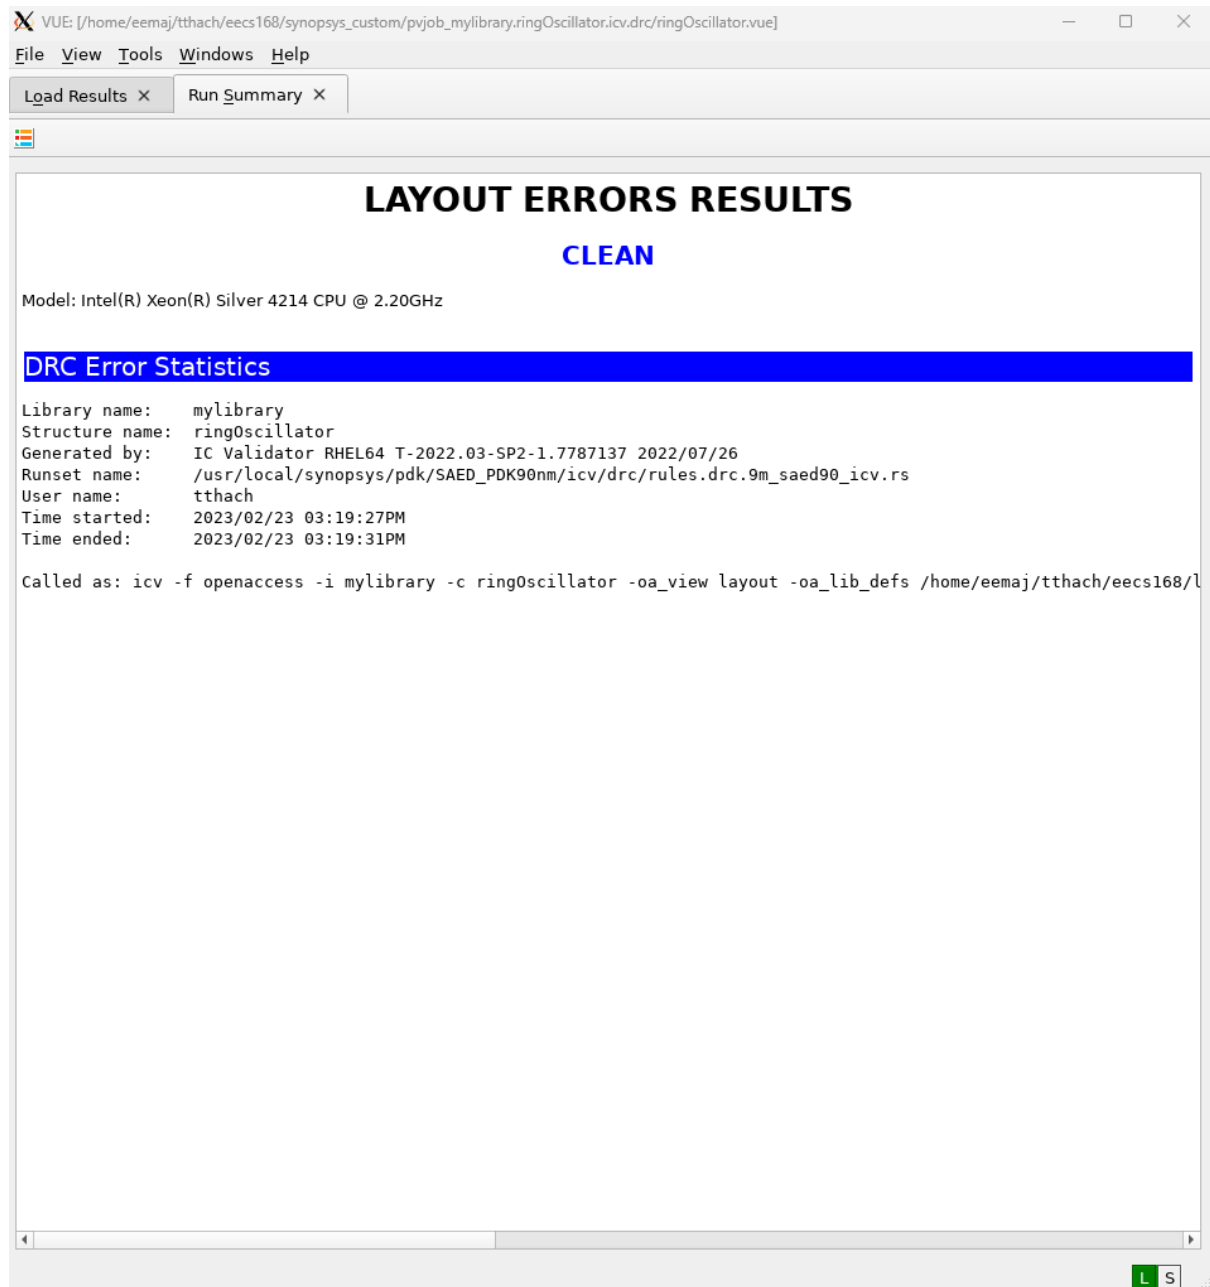 VUE: [/home/eemaj/tthach/eecs168/synopsys_custom/pvjob_mylibrary.ringOscillator.icv.drc/ringOscillator.vue]
File View Tools Windows Help
Load Results Run Summary
LAYOUT ERRORS RESULTS
CLEAN
Model: Intel(R) Xeon(R) Silver 4214 CPU @ 2.20GHz
DRC Error Statistics
Library name: mylibrary
Structure name: ringOscillator
Generated by: IC Validator RHEL64 T-2022.03-SP2-1.7787137 2022/07/26
Runset name: /usr/local/synopsys/pdk/SAED_PDK90nm/icv/drc/rules.drc.9m_saed90_icv.rs
User name: tthach
Time started: 2023/02/23 03:19:27PM
Time ended: 2023/02/23 03:19:31PM
Called as: icv -f openaccess -i mylibrary -c ringOscillator -oa_view layout -oa_lib_defs /home/eemaj/tthach/eecs168/l
L S